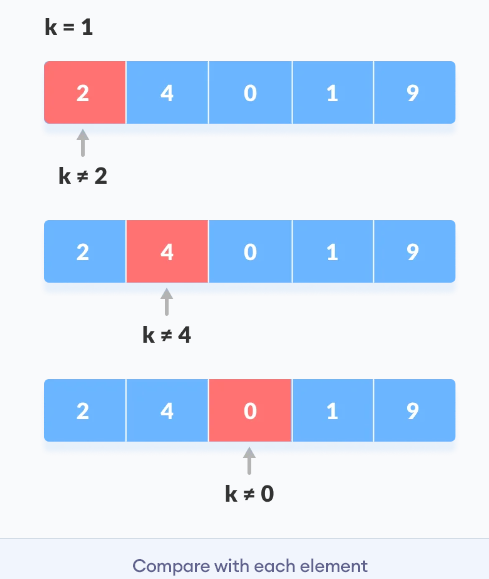 k = 1
2 4 0 1 9
k ≠ 2
2 4 0 1 9
k ≠ 4
2 4 0 1 9
k ≠ 0
Compare with each element